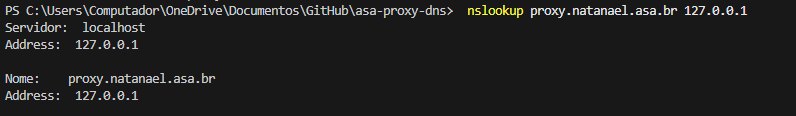 PS C:\Users\Computador\OneDrive\Documentos\GitHub\asa-proxy-dns> nslookup proxy.natanael.asa.br 127.0.0.1
Servidor: localhost
Address: 127.0.0.1
Nome: proxy.natanael.asa.br
Address: 127.0.0.1